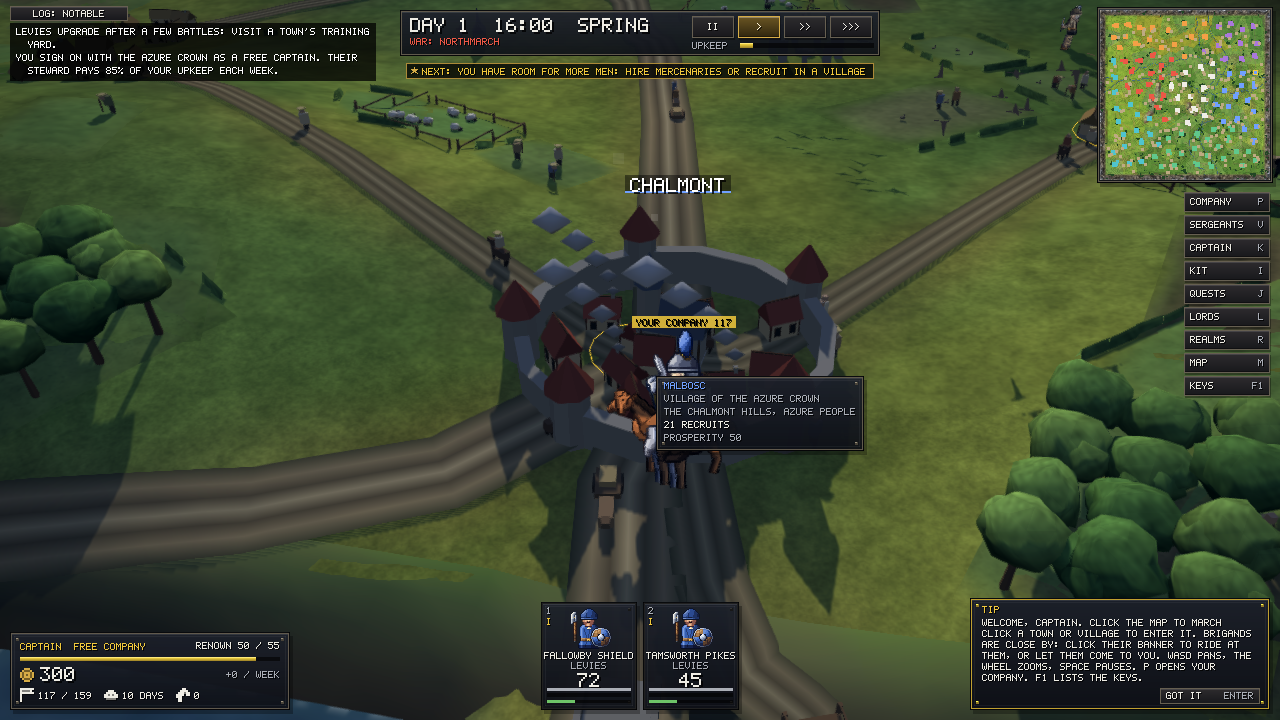 LOG: NOTABLE
LEVIES UPGRADE AFTER A FEW BATTLES: VISIT A TOWN'S TRAINING
YARD.
YOU SIGN ON WITH THE AZURE CROWN AS A FREE CAPTAIN. THEIR
STEWARD PAYS 85% OF YOUR UPKEEP EACH WEEK.
DAY 1 16:00 SPRING
WAR: NORTHMARCH
II > >> >>>
UPKEEP
★NEXT: YOU HAVE ROOM FOR MORE MEN: HIRE MERCENARIES OR RECRUIT IN A VILLAGE
COMPANY P
SERGEANTS V
CAPTAIN K
KIT I
QUESTS J
LORDS L
REALMS R
MAP M
KEYS F1
CHALMONT
YOUR COMPANY 117
MALBOSC
VILLAGE OF THE AZURE CROWN
THE CHALMONT HILLS, AZURE PEOPLE
21 RECRUITS
PROSPERITY 50
CAPTAIN FREE COMPANY RENOWN 50 / 55
300 +0 / WEEK
117 / 159 10 DAYS 0
1
I
FALLOWBY SHIELD
LEVIES
72
2
I
TAMSWORTH PIKES
LEVIES
45
TIP
WELCOME, CAPTAIN. CLICK THE MAP TO MARCH
CLICK A TOWN OR VILLAGE TO ENTER IT. BRIGANDS
ARE CLOSE BY: CLICK THEIR BANNER TO RIDE AT
THEM, OR LET THEM COME TO YOU. WASD PANS, THE
WHEEL ZOOMS, SPACE PAUSES. P OPENS YOUR
COMPANY. F1 LISTS THE KEYS.
GOT IT ENTER